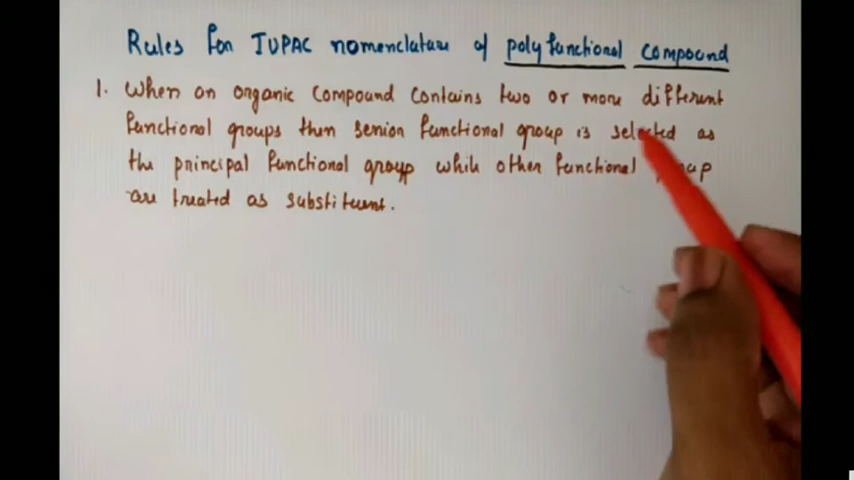 Rules for IUPAC nomenclature of polyfunctional compound
1. When an organic compound contains two or more different
functional groups then senior functional group is selected as
the principal functional group while other functional
are treated as substituent.